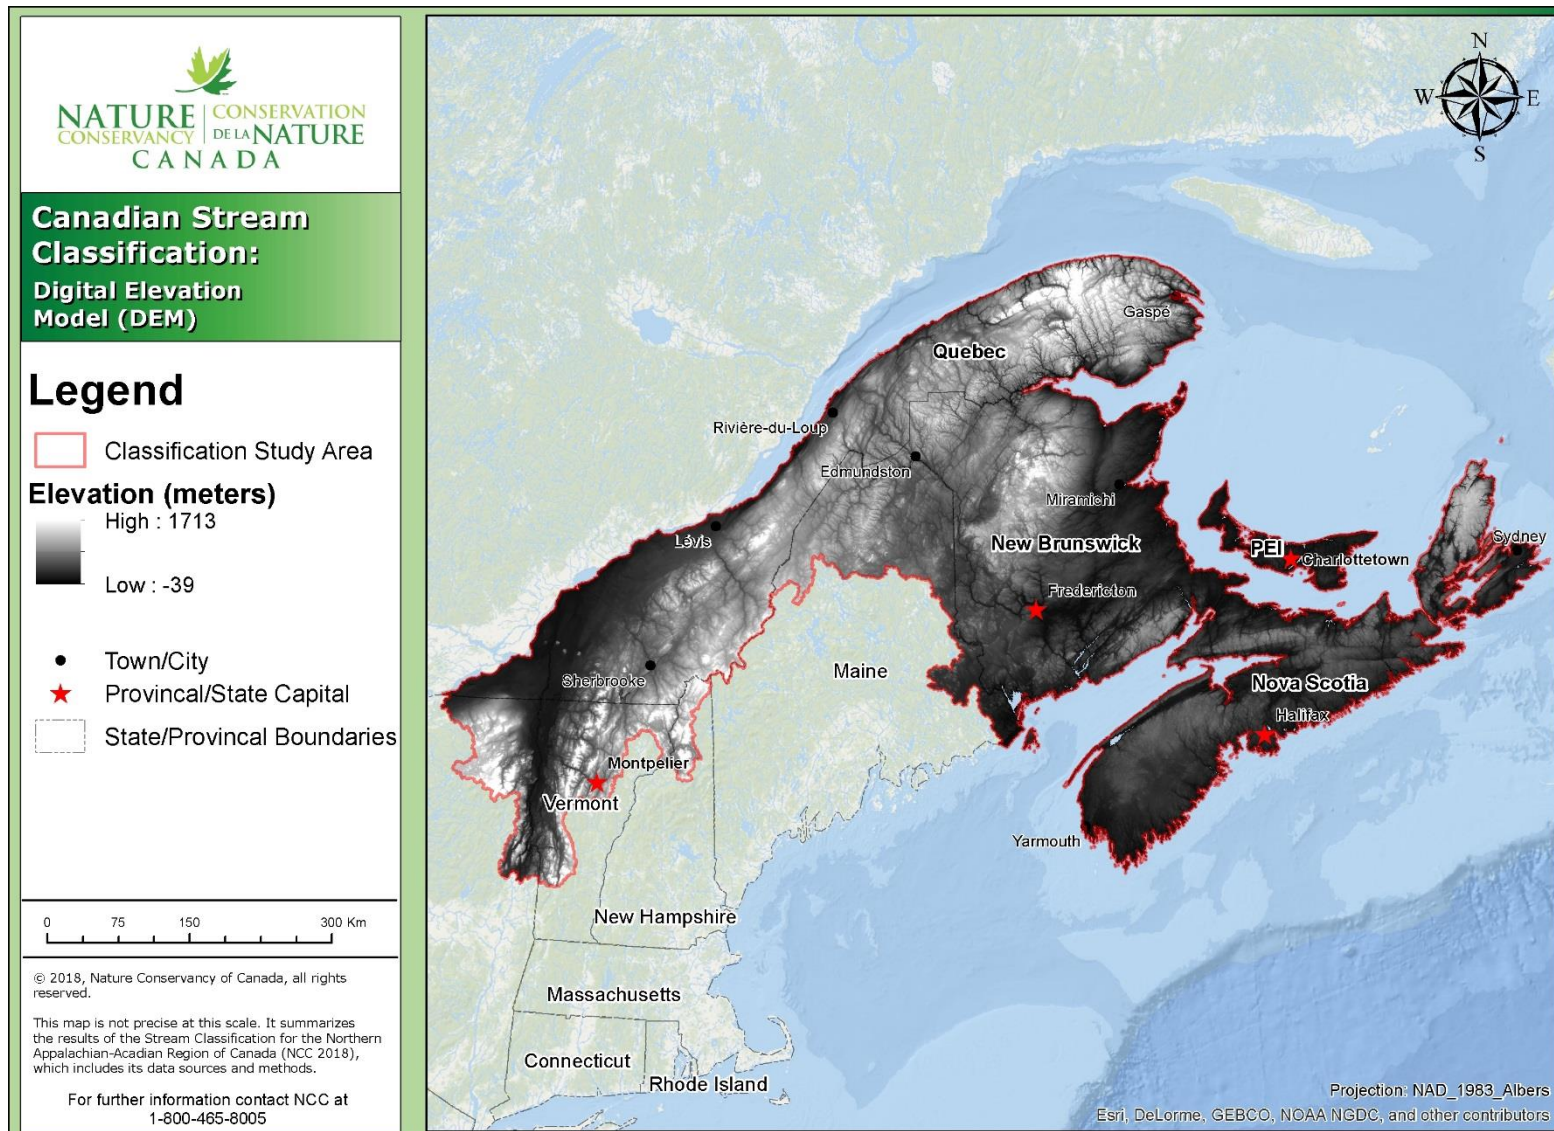 NATURE
CONSERVANCY
CONSERVATION
DE LA NATURE
CANADA
Canadian Stream
Classification:
Digital Elevation
Model (DEM)
Legend
Classification Study Area
Elevation (meters)
High : 1713
Low : -39
Town/City
Provincal/State Capital
State/Provincal Boundaries
0 75 150 300 Km
© 2018, Nature Conservancy of Canada, all rights
reserved.
This map is not precise at this scale. It summarizes
the results of the Stream Classification for the Northern
Appalachian-Acadian Region of Canada (NCC 2018),
which includes its data sources and methods.
For further information contact NCC at
1-800-465-8005
N
W E
S
Gaspé
Quebec
Rivière-du-Loup
Edmundston
Miramichi
Lévis
New Brunswick
PEI
Charlottetown
Sydney
Fredericton
Sherbrooke
Maine
Nova Scotia
Halifax
Montpelier
Vermont
Yarmouth
New Hampshire
Massachusetts
Connecticut
Rhode Island
Projection: NAD_1983_Albers
Esri, DeLorme, GEBCO, NOAA NGDC, and other contributors